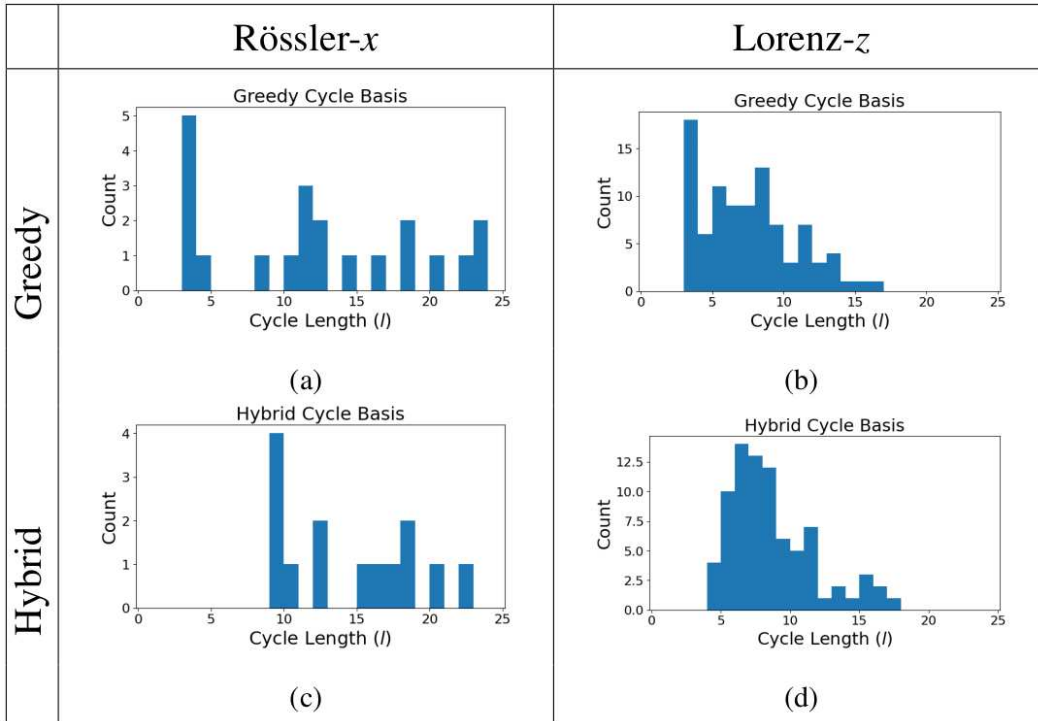 Rössler-x
Lorenz-z
Greedy
Greedy Cycle Basis
5
4
3
2
1
0
Count
0 5 10 15 20 25
Cycle Length (l)
(a)
Greedy Cycle Basis
15
10
5
0
Count
0 5 10 15 20 25
Cycle Length (l)
(b)
Hybrid
Hybrid Cycle Basis
4
3
2
1
0
Count
0 5 10 15 20 25
Cycle Length (l)
(c)
Hybrid Cycle Basis
12.5
10.0
7.5
5.0
2.5
0.0
Count
0 5 10 15 20 25
Cycle Length (l)
(d)